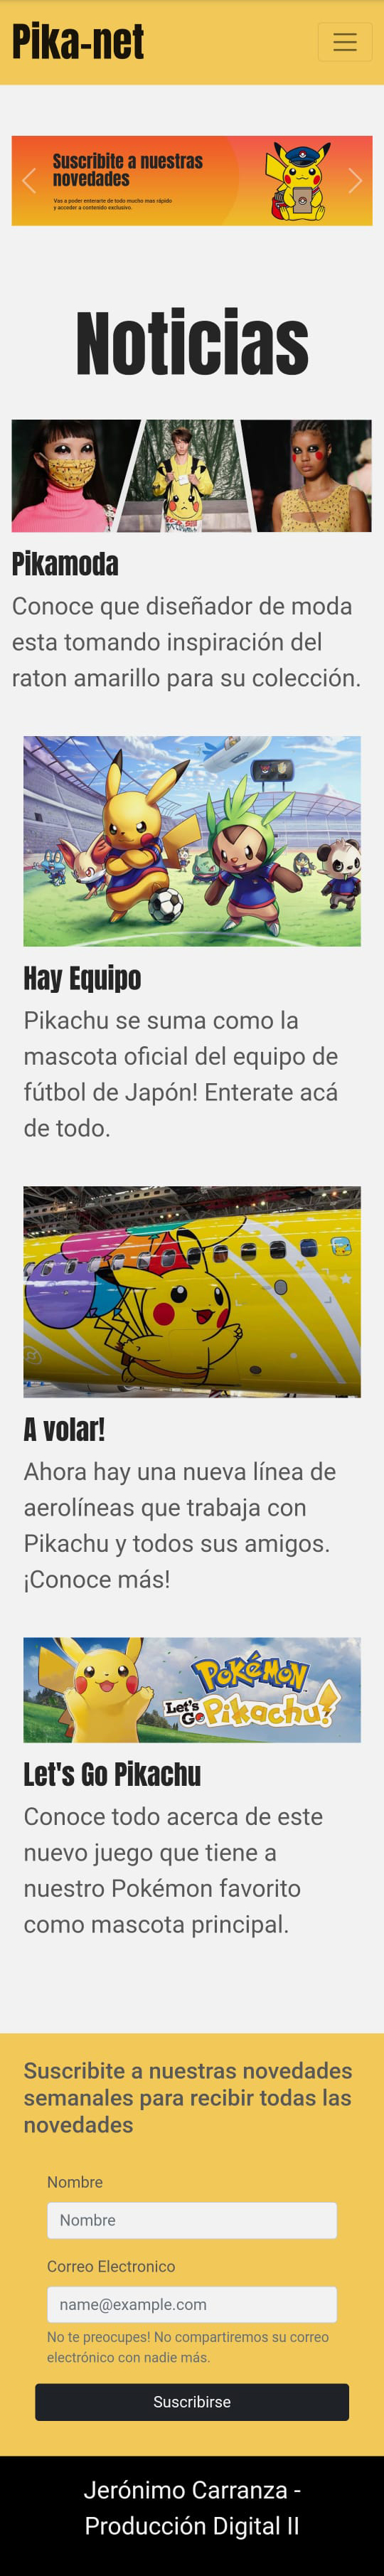 Pika-net
Suscribite a nuestras
novedades
Vas a poder enterarte de todo mucho mas rápido
y acceder a contenido exclusivo.
Noticias
Pikamoda
Conoce que diseñador de moda
esta tomando inspiración del
raton amarillo para su colección.
Hay Equipo
Pikachu se suma como la
mascota oficial del equipo de
fútbol de Japón! Enterate acá
de todo.
A volar!
Ahora hay una nueva línea de
aerolíneas que trabaja con
Pikachu y todos sus amigos.
¡Conoce más!
POKÉMON
Let's
Go Pikachu!
Let's Go Pikachu
Conoce todo acerca de este
nuevo juego que tiene a
nuestro Pokémon favorito
como mascota principal.
Suscribite a nuestras novedades
semanales para recibir todas las
novedades
Nombre
Nombre
Correo Electronico
name@example.com
No te preocupes! No compartiremos su correo
electrónico con nadie más.
Suscribirse
Jerónimo Carranza -
Producción Digital II